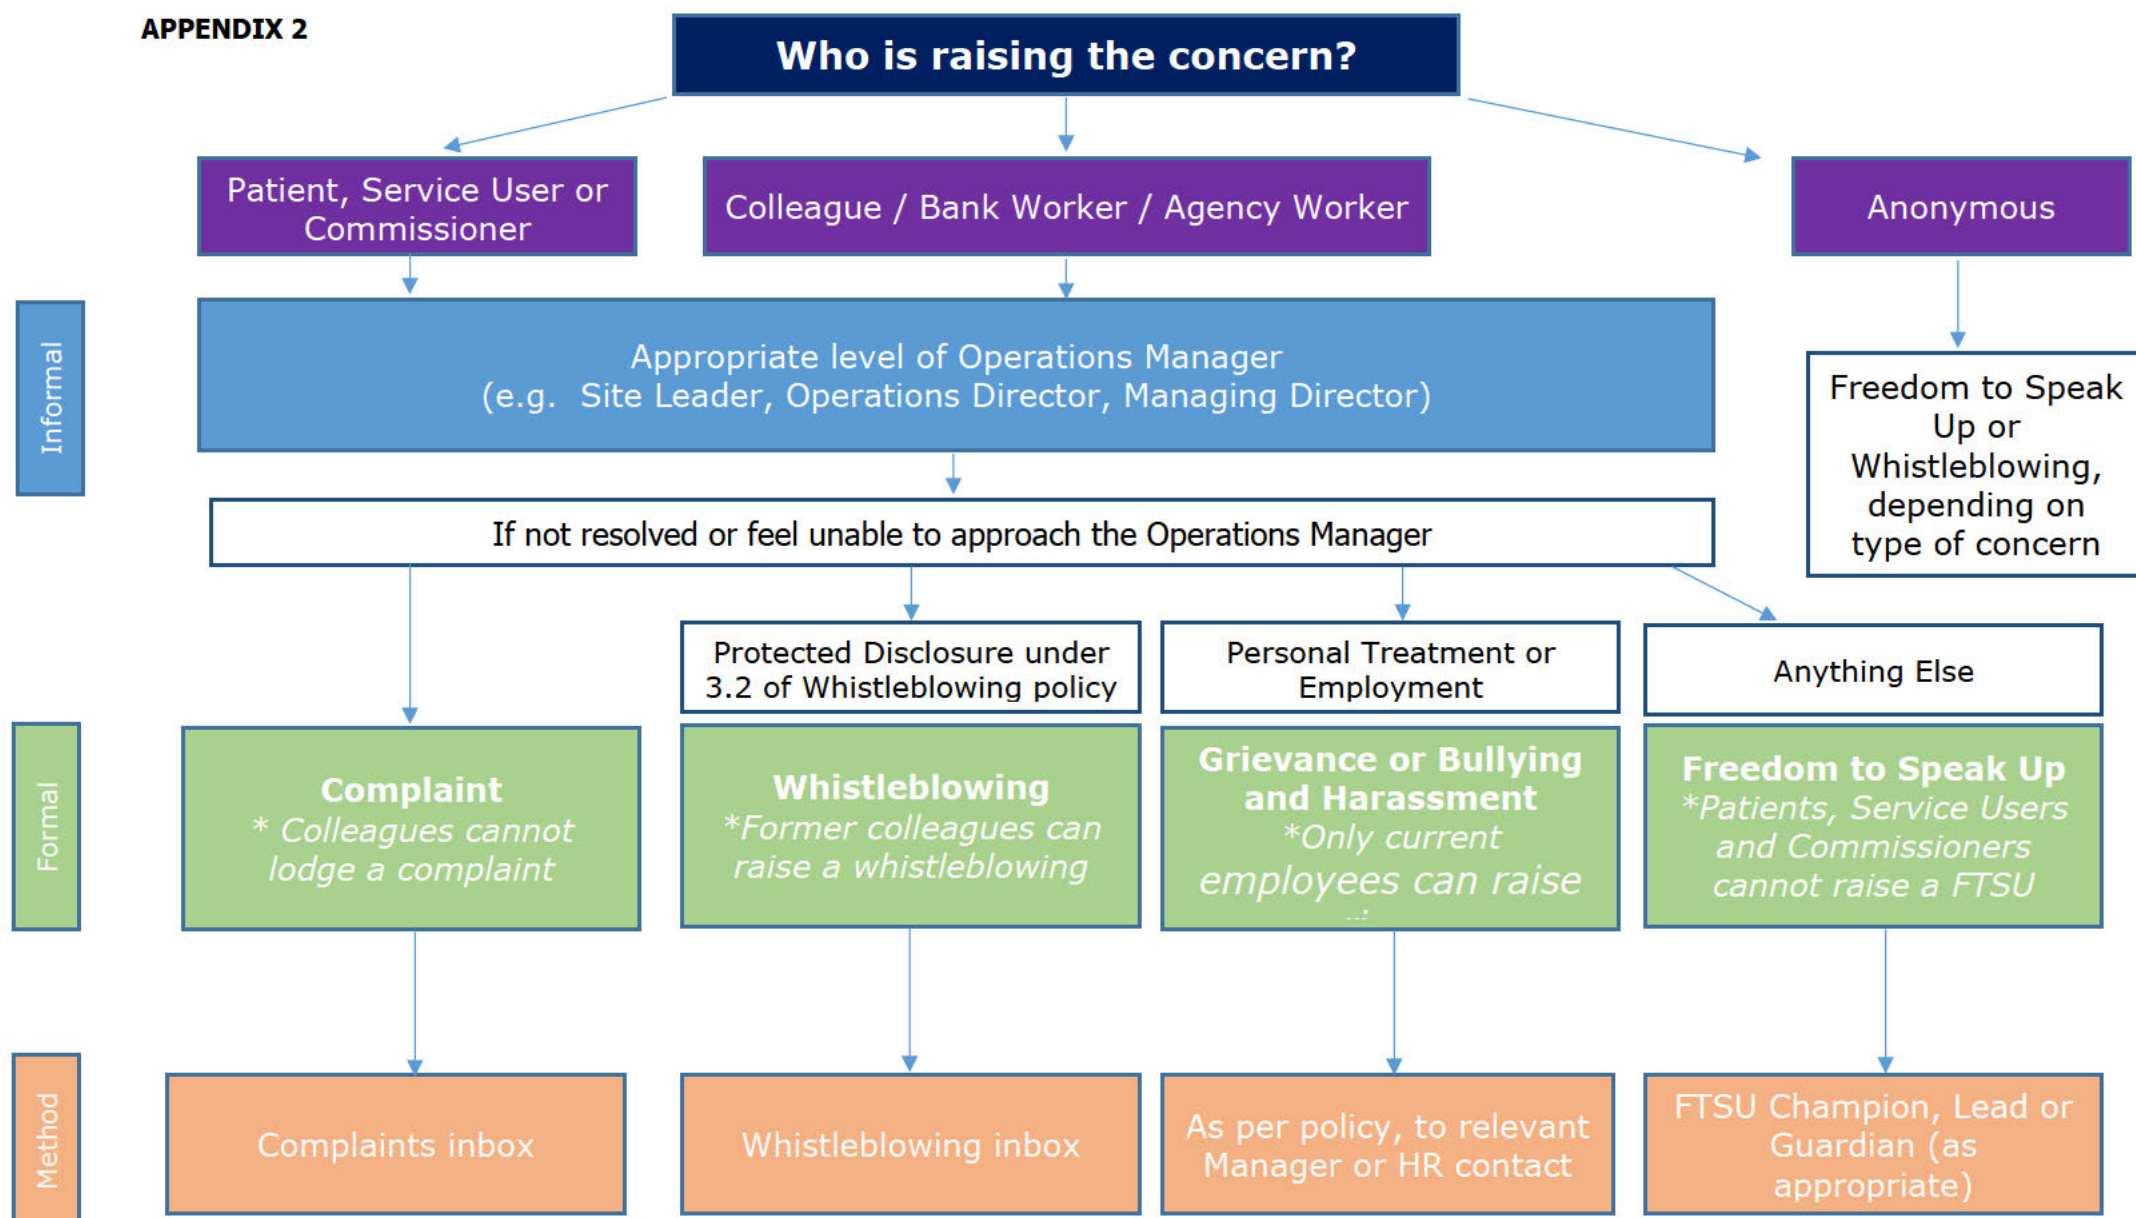 APPENDIX 2
Who is raising the concern?
Patient, Service User or
Commissioner
Colleague / Bank Worker / Agency Worker
Anonymous
Informal
Appropriate level of Operations Manager
(e.g. Site Leader, Operations Director, Managing Director)
Freedom to Speak
Up or
Whistleblowing,
depending on
type of concern
If not resolved or feel unable to approach the Operations Manager
Protected Disclosure under
3.2 of Whistleblowing policy
Personal Treatment or
Employment
Anything Else
Formal
Complaint
* Colleagues cannot
lodge a complaint
Whistleblowing
*Former colleagues can
raise a whistleblowing
Grievance or Bullying
and Harassment
*Only current
employees can raise
Freedom to Speak Up
*Patients, Service Users
and Commissioners
cannot raise a FTSU
Method
Complaints inbox
Whistleblowing inbox
As per policy, to relevant
Manager or HR contact
FTSU Champion, Lead or
Guardian (as
appropriate)